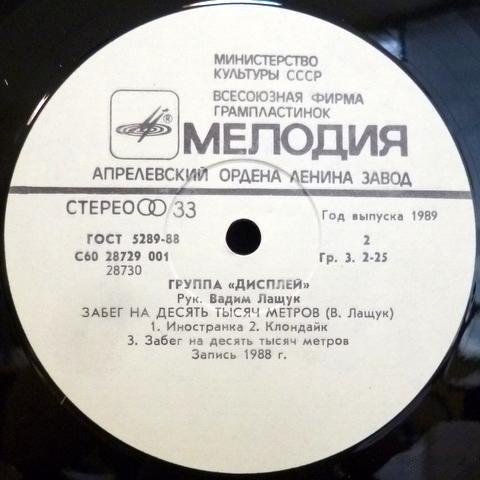 МИНИСТЕРСТВО
КУЛЬТУРЫ СССР
ВСЕСОЮЗНАЯ ФИРМА
ГРАМПЛАСТИНОК
®
МЕЛОДИЯ
АПРЕЛЕВСКИЙ ОРДЕНА ЛЕНИНА ЗАВОД
СТЕРЕО 33
Год выпуска 1989
ГОСТ 5289-88 2
С60 28729 001 Гр. 3. 2-25
28730
ГРУППА «ДИСПЛЕЙ»
Рук. Вадим Лащук
ЗАБЕГ НА ДЕСЯТЬ ТЫСЯЧ МЕТРОВ (В. Лащук)
1. Иностранка 2. Клондайк
3. Забег на десять тысяч метров
Запись 1988 г.